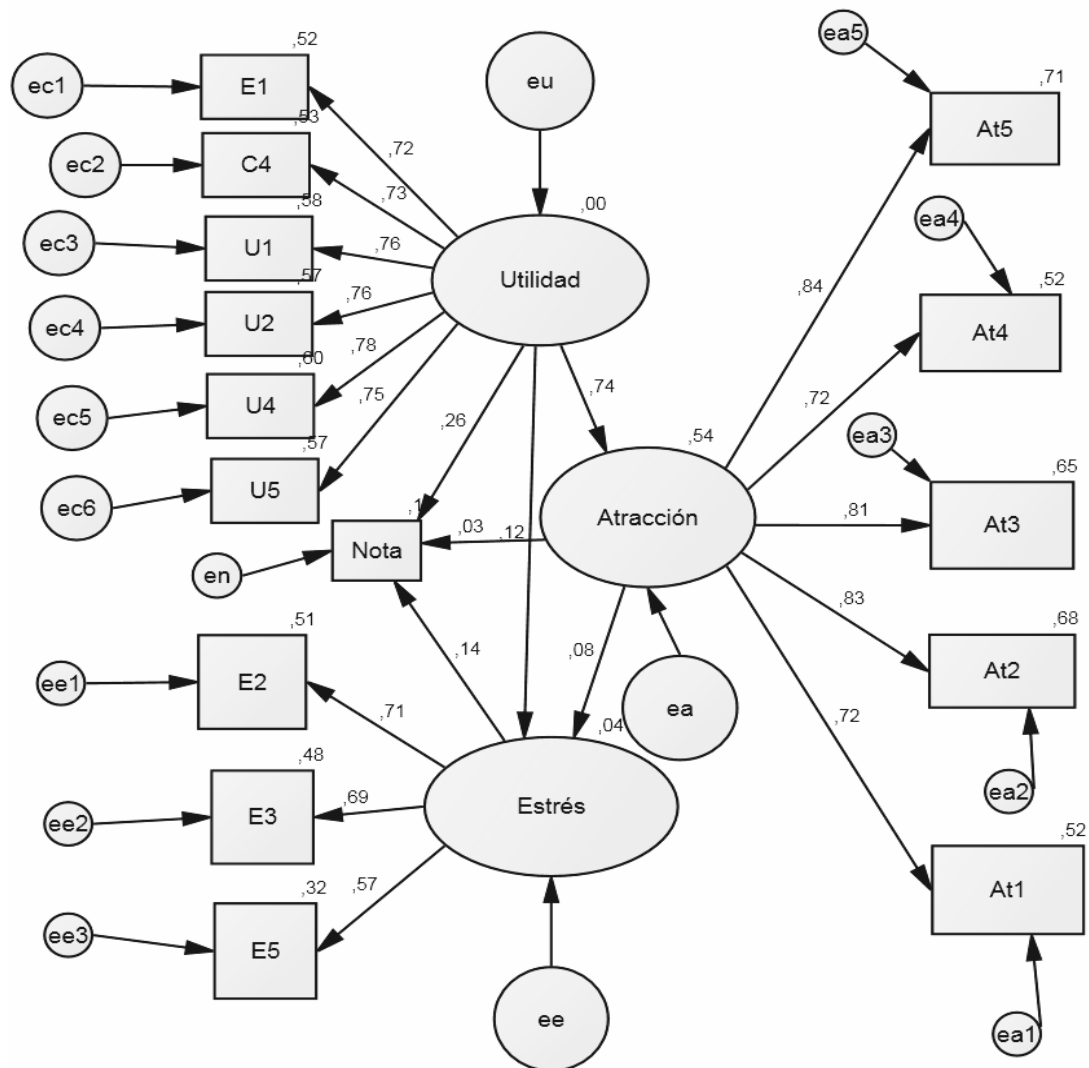 ec1
,52
E1
,53
ec2
C4
,58
ec3
U1
,57
ec4
U2
,60
ec5
U4
,57
ec6
U5
,72
,73
,76
,76
,78
,75
eu
,00
Utilidad
,26
,74
,12
,54
Atracción
,03
Nota
en
,14
,08
ea
,04
Estrés
ee
,71
,69
,57
ee1
,51
E2
ee2
,48
E3
ee3
,32
E5
ea5
,71
At5
,84
ea4
,52
At4
,72
ea3
,65
At3
,81
,83
,68
At2
ea2
,72
,52
At1
ea1